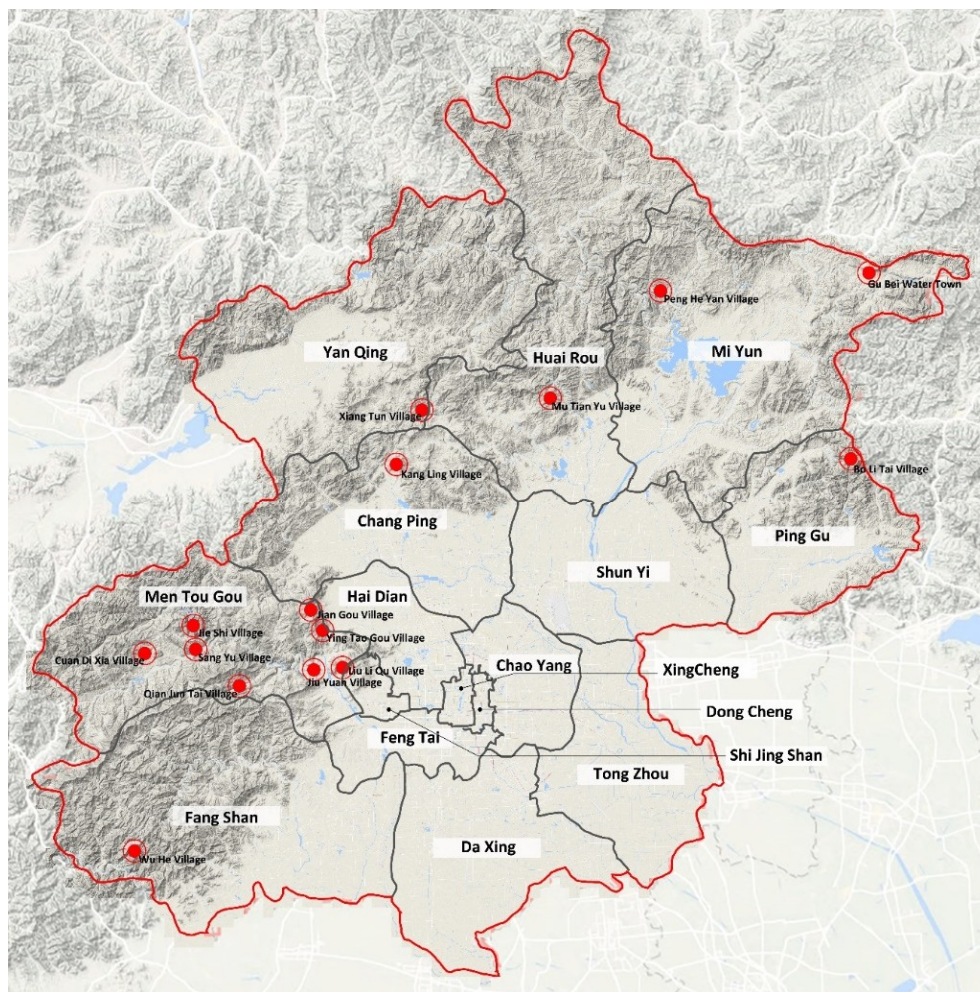 Gu Bei Water Town
Peng He Yan Village
Yan Qing
Huai Rou
Mi Yun
Xiang Tun Village
Mu Tian Yu Village
Kang Ling Village
Bo Li Tai Village
Chang Ping
Ping Gu
Shun Yi
Men Tou Gou
Hai Dian
Jian Gou Village
Jie Shi Village
Ying Tao Gou Village
Cuan Di Xia Village
Sang Yu Village
Liu Li Qu Village
Chao Yang
XingCheng
Jiu Yuan Village
Qian Jun Tai Village
Dong Cheng
Feng Tai
Shi Jing Shan
Tong Zhou
Fang Shan
Da Xing
Wu He Village